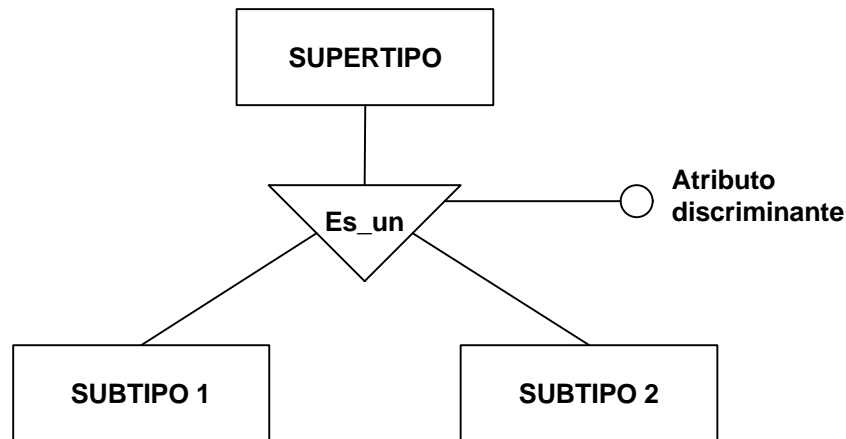 SUPERTIPO
Es_un
Atributo
discriminante
SUBTIPO 1
SUBTIPO 2